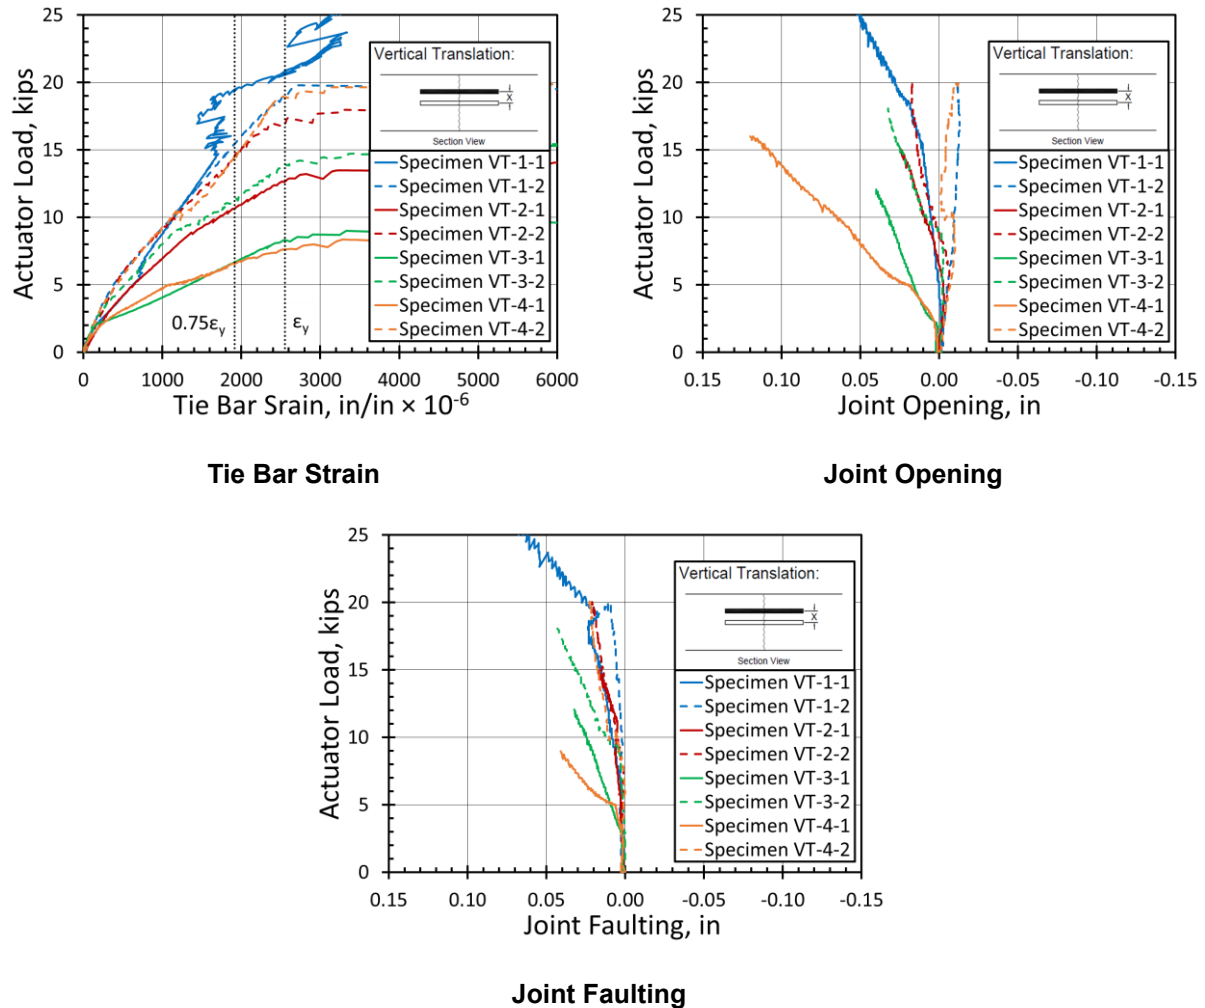 25
20
15
10
5
0
Actuator Load, kips
0 1000 2000 3000 4000 5000 6000
Tie Bar Srain, in/in × 10-6
0.75εy
εy
Vertical Translation:
X
Section View
Specimen VT-1-1
Specimen VT-1-2
Specimen VT-2-1
Specimen VT-2-2
Specimen VT-3-1
Specimen VT-3-2
Specimen VT-4-1
Specimen VT-4-2
Tie Bar Strain
25
20
15
10
5
0
Actuator Load, kips
0.15 0.10 0.05 0.00 -0.05 -0.10 -0.15
Joint Opening, in
Vertical Translation:
X
Section View
Specimen VT-1-1
Specimen VT-1-2
Specimen VT-2-1
Specimen VT-2-2
Specimen VT-3-1
Specimen VT-3-2
Specimen VT-4-1
Specimen VT-4-2
Joint Opening
25
20
15
10
5
0
Actuator Load, kips
0.15 0.10 0.05 0.00 -0.05 -0.10 -0.15
Joint Faulting, in
Vertical Translation:
X
Section View
Specimen VT-1-1
Specimen VT-1-2
Specimen VT-2-1
Specimen VT-2-2
Specimen VT-3-1
Specimen VT-3-2
Specimen VT-4-1
Specimen VT-4-2
Joint Faulting